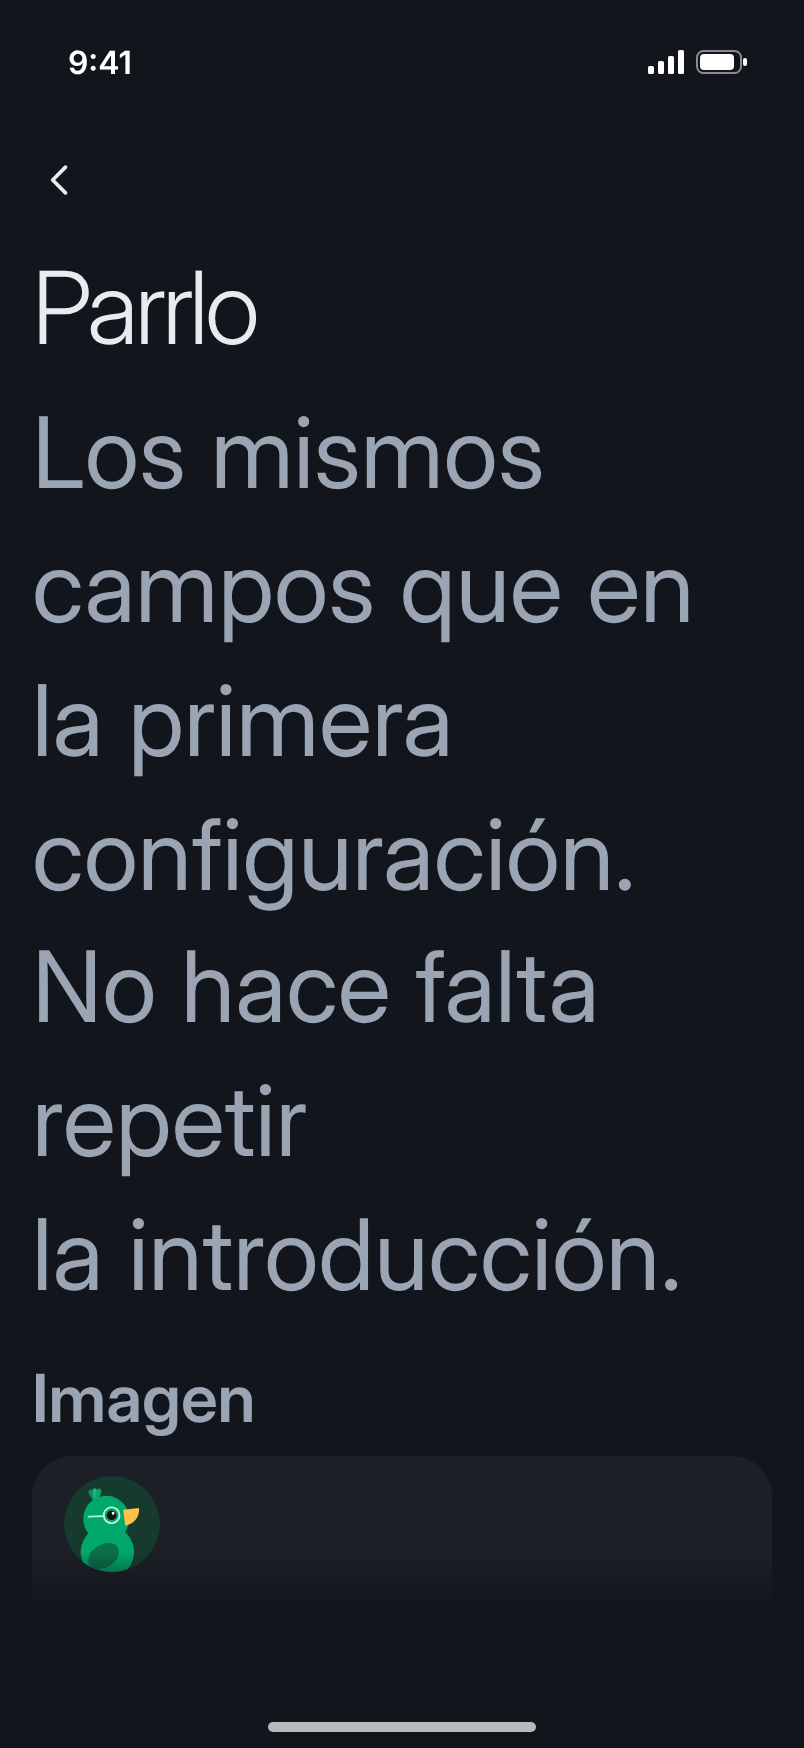 9:41
Parrlo
Los mismos
campos que en
la primera
configuración.
No hace falta
repetir
la introducción.
Imagen